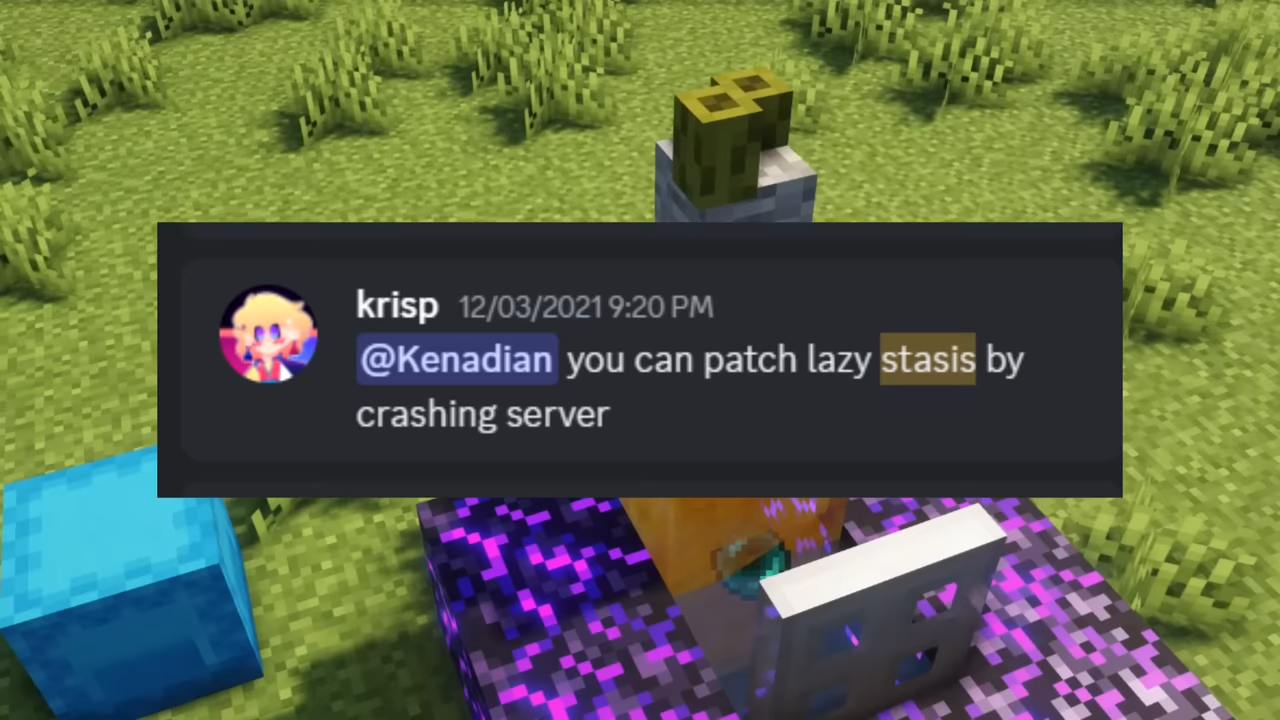 krisp 12/03/2021 9:20 PM
@Kenadian you can patch lazy stasis by
crashing server